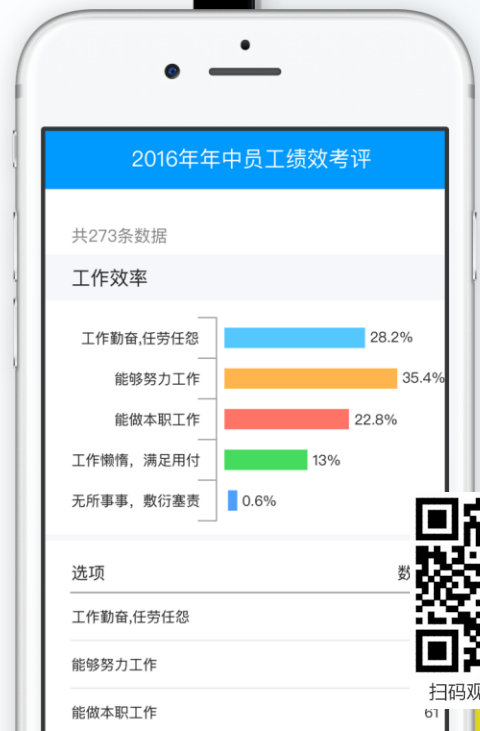 2016年年中员工绩效考评
共273条数据
工作效率
工作勤奋,任劳任怨 28.2%
能够努力工作 35.4%
能做本职工作 22.8%
工作懒惰，满足用付 13%
无所事事，敷衍塞责 0.6%
选项 数
工作勤奋,任劳任怨
能够努力工作
扫码观
能做本职工作 61